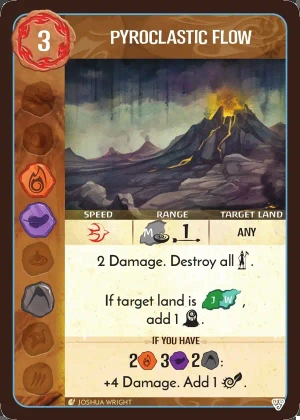 3
PYROCLASTIC FLOW
SPEED RANGE TARGET LAND
M 1 ANY
2 Damage. Destroy all .
If target land is J W ,
add 1 .
IF YOU HAVE
2 3 2 :
+4 Damage. Add 1 .
JOSHUA WRIGHT